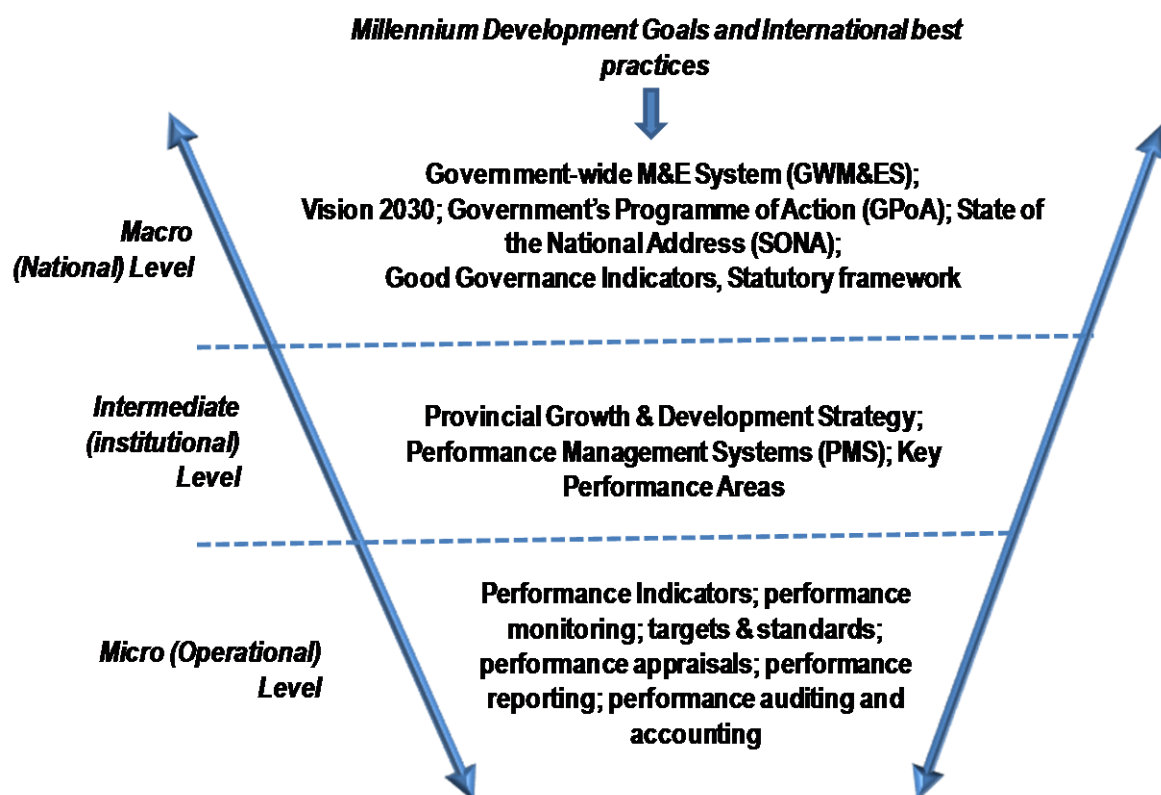 Millennium Development Goals and International best
practices
Government-wide M&E System (GWM&ES);
Vision 2030; Government's Programme of Action (GPoA); State of
the National Address (SONA);
Good Governance Indicators, Statutory framework
Macro
(National) Level
Intermediate
(institutional)
Level
Provincial Growth & Development Strategy;
Performance Management Systems (PMS); Key
Performance Areas
Micro (Operational)
Level
Performance Indicators; performance
monitoring; targets & standards;
performance appraisals; performance
reporting; performance auditing and
accounting